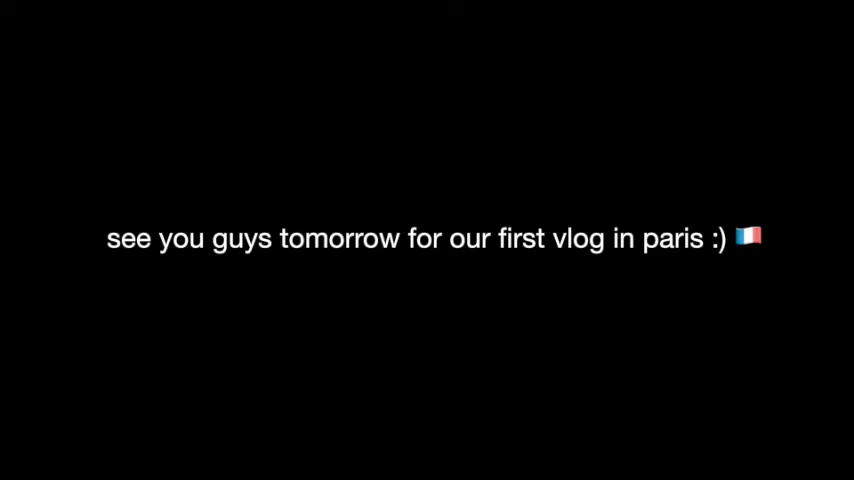 see you guys tomorrow for our first vlog in paris :) 🇫🇷